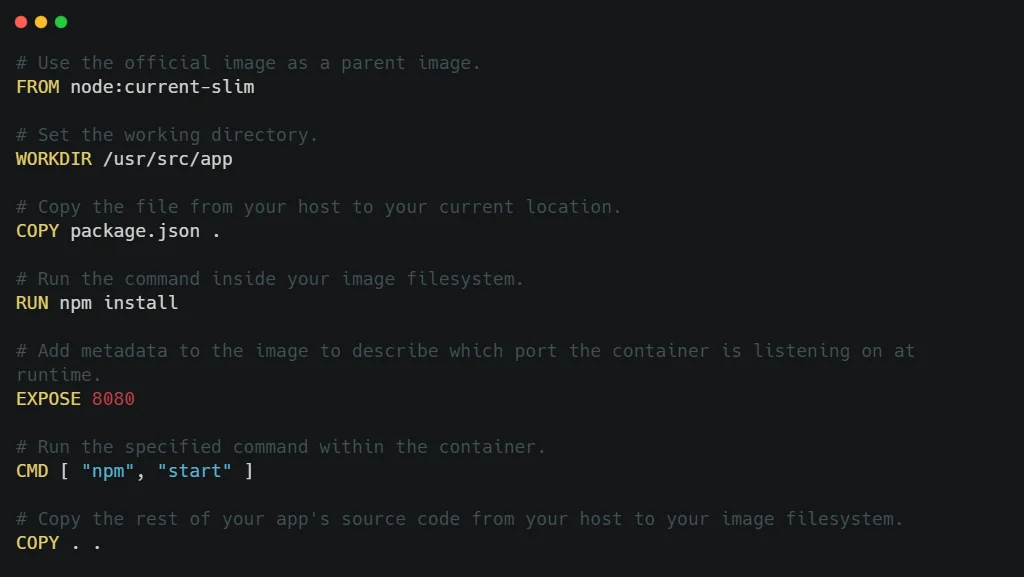 # Use the official image as a parent image.
FROM node:current-slim
# Set the working directory.
WORKDIR /usr/src/app
# Copy the file from your host to your current location.
COPY package.json .
# Run the command inside your image filesystem.
RUN npm install
# Add metadata to the image to describe which port the container is listening on at
runtime.
EXPOSE 8080
# Run the specified command within the container.
CMD [ "npm", "start" ]
# Copy the rest of your app's source code from your host to your image filesystem.
COPY . .